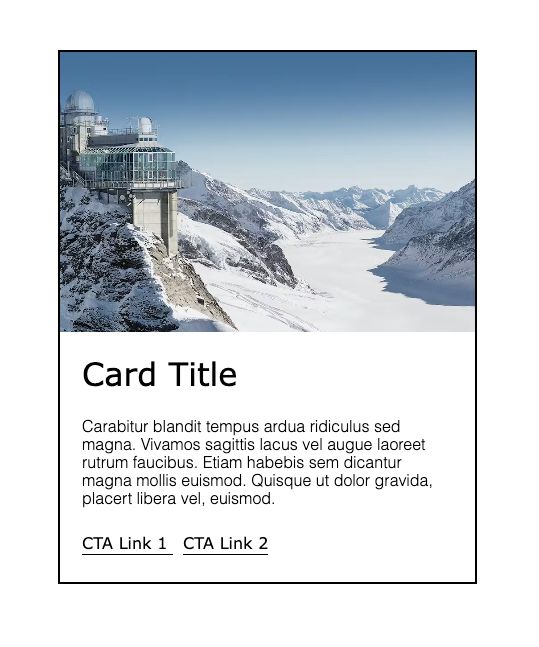 Card Title
Carabitur blandit tempus ardua ridiculus sed
magna. Vivamos sagittis lacus vel augue laoreet
rutrum faucibus. Etiam habebis sem dicantur
magna mollis euismod. Quisque ut dolor gravida,
placert libera vel, euismod.
CTA Link 1 CTA Link 2